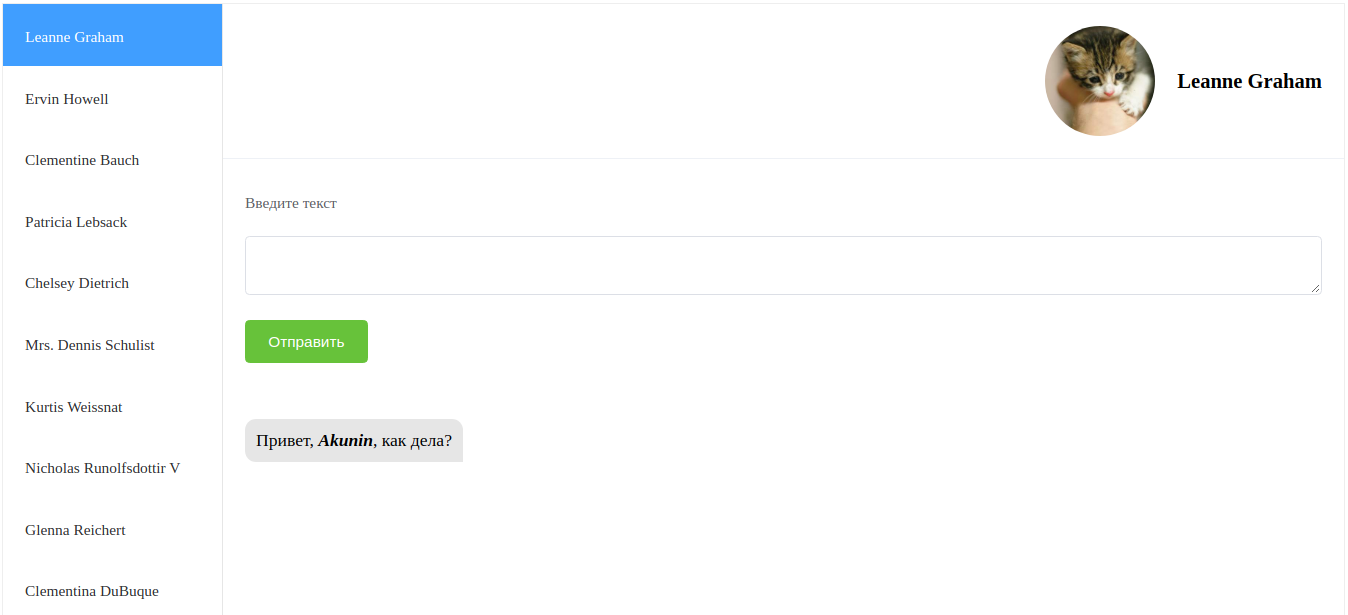 Leanne Graham
Ervin Howell
Clementine Bauch
Patricia Lebsack
Chelsey Dietrich
Mrs. Dennis Schulist
Kurtis Weissnat
Nicholas Runolfsdottir V
Glenna Reichert
Clementina DuBuque
Leanne Graham
Введите текст
Отправить
Привет, Akunin, как дела?